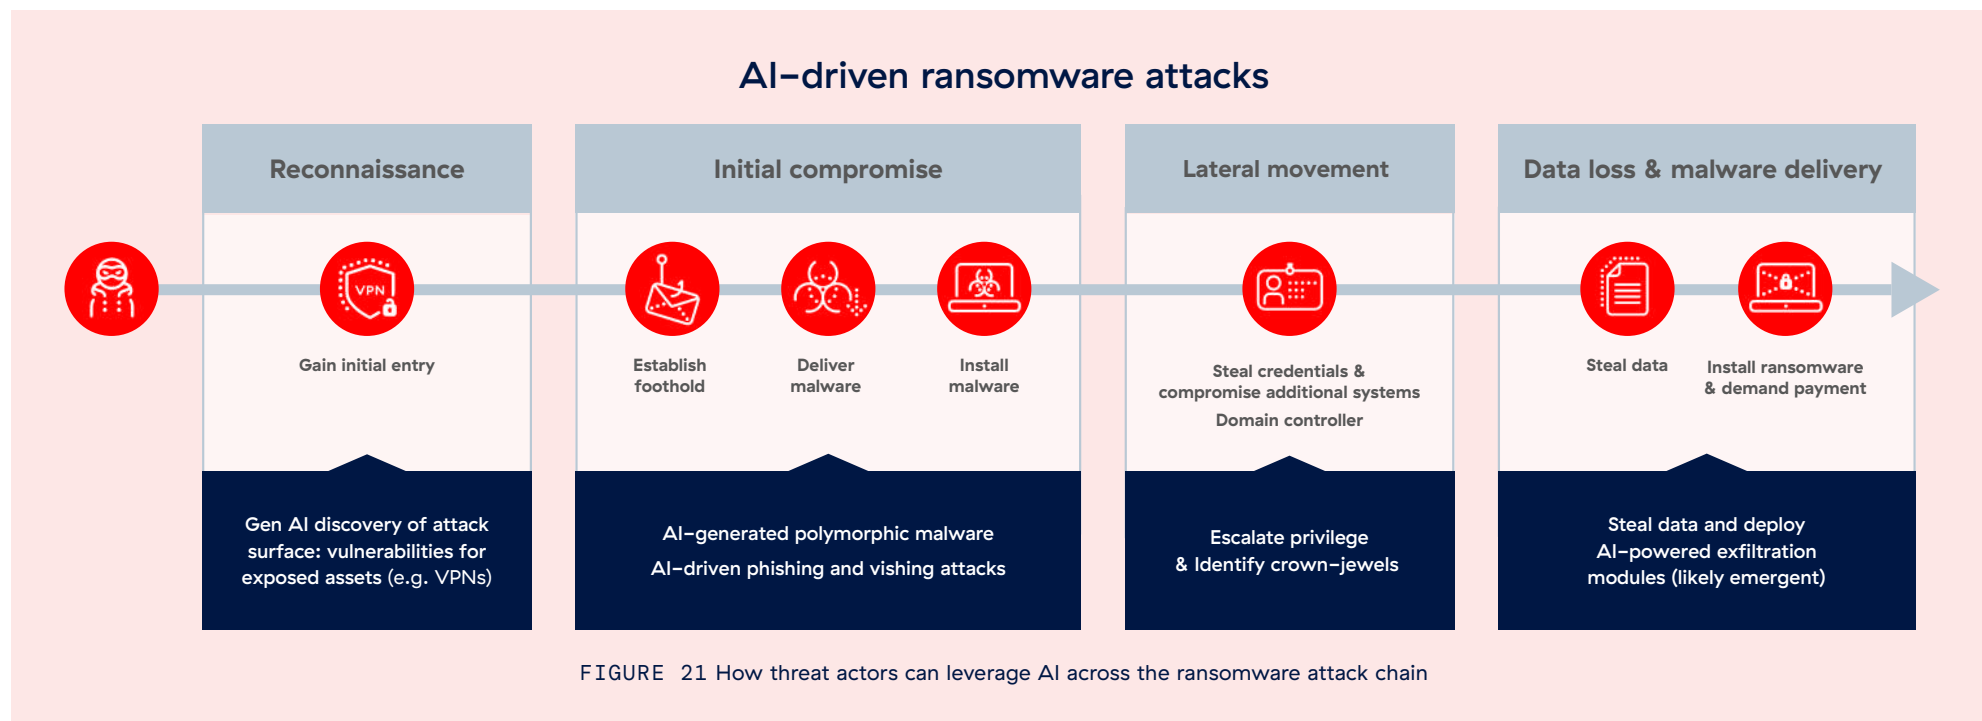 AI-driven ransomware attacks
Reconnaissance
VPN
Gain initial entry
Gen AI discovery of attack
surface: vulnerabilities for
exposed assets (e.g. VPNs)
Initial compromise
Establish
foothold
Deliver
malware
Install
malware
AI-generated polymorphic malware
AI-driven phishing and vishing attacks
Lateral movement
Steal credentials &
compromise additional systems
Domain controller
Escalate privilege
& Identify crown-jewels
Data loss & malware delivery
Steal data
Install ransomware
& demand payment
Steal data and deploy
AI-powered exfiltration
modules (likely emergent)
FIGURE 21 How threat actors can leverage AI across the ransomware attack chain